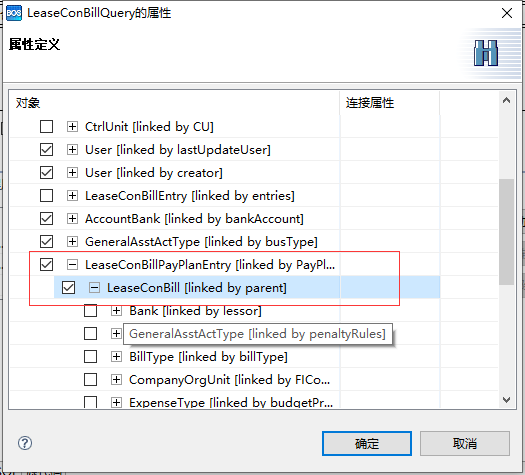 BOS LeaseConBillQuery的属性
属性定义
对象 连接属性
CtrlUnit [linked by CU]
User [linked by lastUpdateUser]
User [linked by creator]
LeaseConBillEntry [linked by entries]
AccountBank [linked by bankAccount]
GeneralAsstActType [linked by busType]
LeaseConBillPayPlanEntry [linked by PayPl...
LeaseConBill [linked by parent]
Bank [linked by lessor]
GeneralAsstActType [linked by penaltyRules]
BillType [linked by billType]
CompanyOrgUnit [linked by FICo...
ExpenseType [linked by budgetPr...
确定 取消